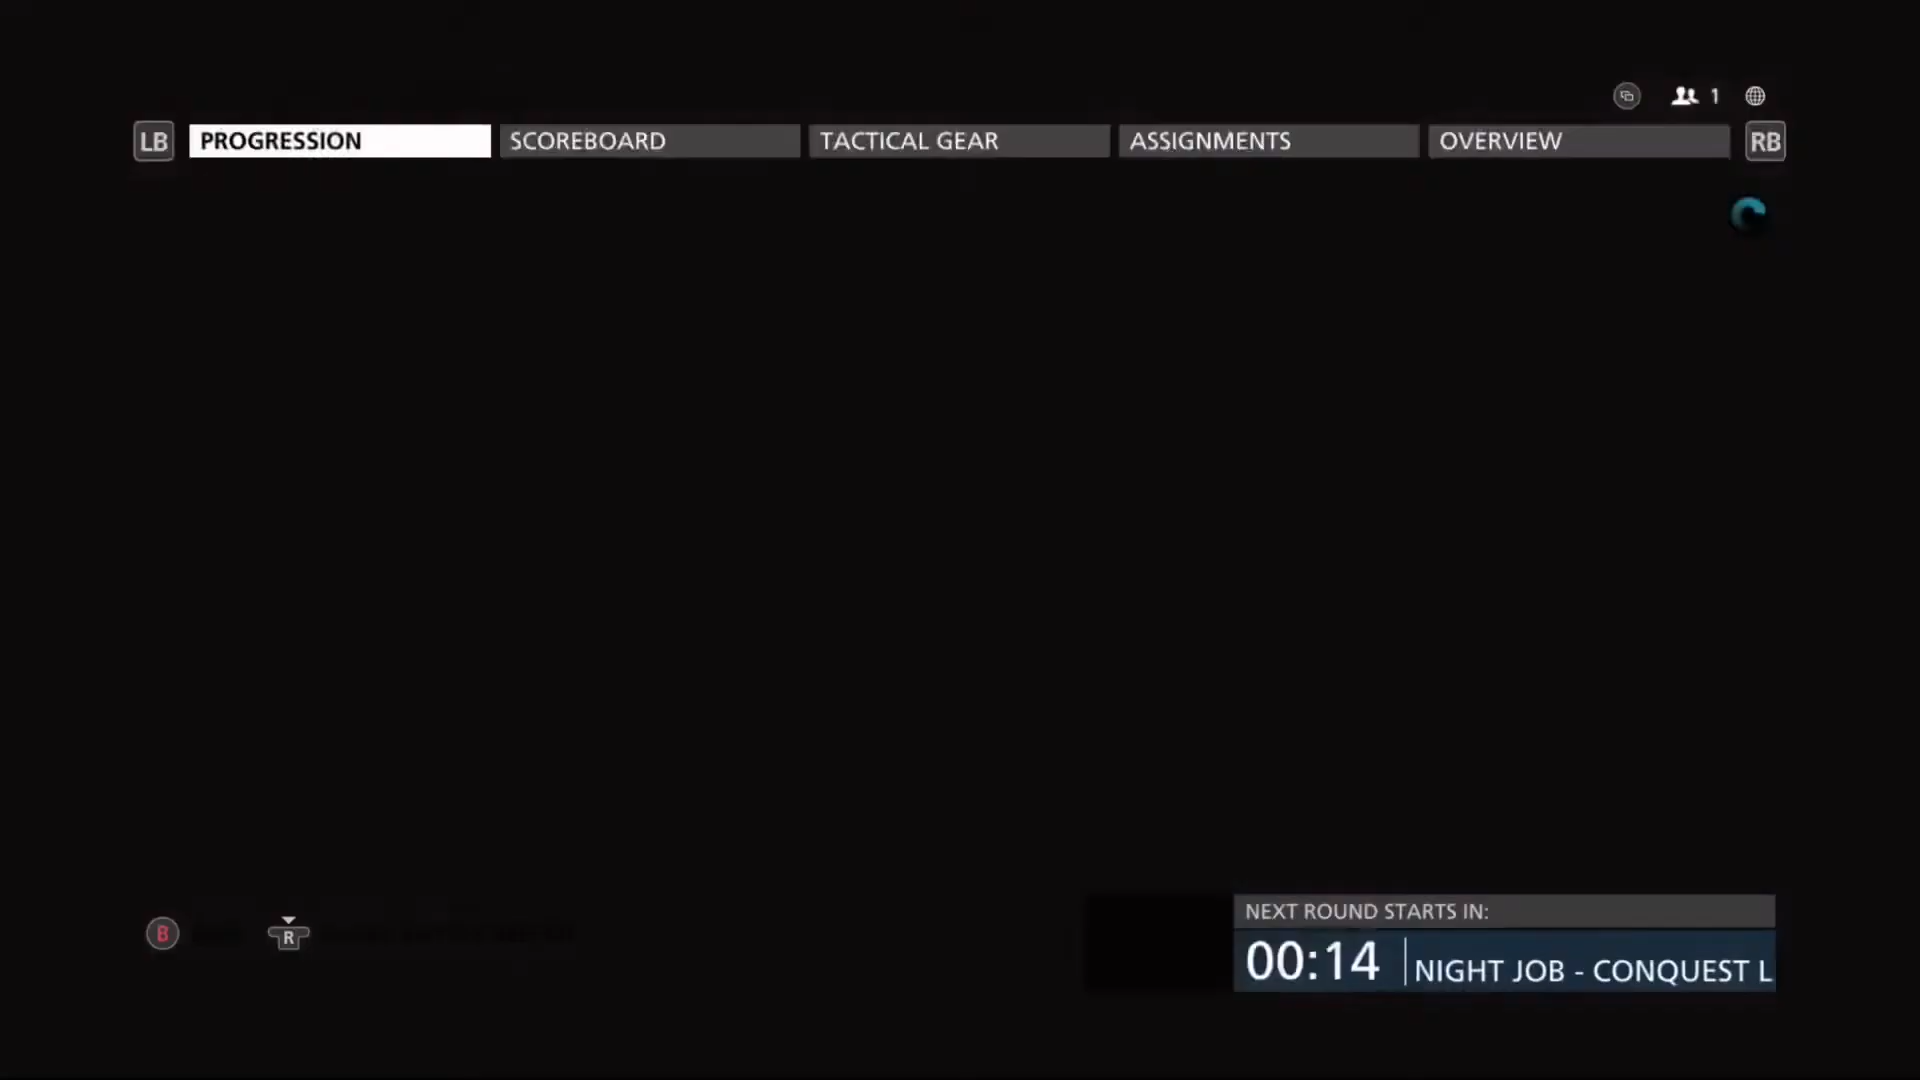 1
LB PROGRESSION SCOREBOARD TACTICAL GEAR ASSIGNMENTS OVERVIEW RB
B R
NEXT ROUND STARTS IN:
00:14 NIGHT JOB - CONQUEST L